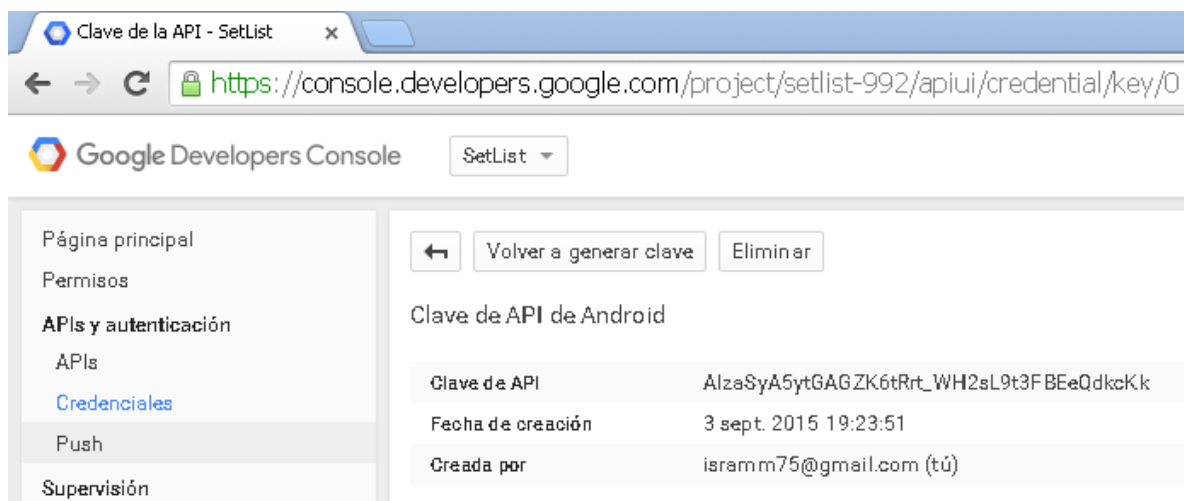 Clave de la API - SetList
https://console.developers.google.com/project/setlist-992/apiui/credential/key/0
Google Developers Console SetList
Página principal
Permisos
APIs y autenticación
APIs
Credenciales
Push
Supervisión
Volver a generar clave Eliminar
Clave de API de Android
Clave de API AIzaSyA5ytGAGZK6tRrt_WH2sL9t3FBEeQdkcKk
Fecha de creación 3 sept. 2015 19:23:51
Creada por isramm75@gmail.com (tú)